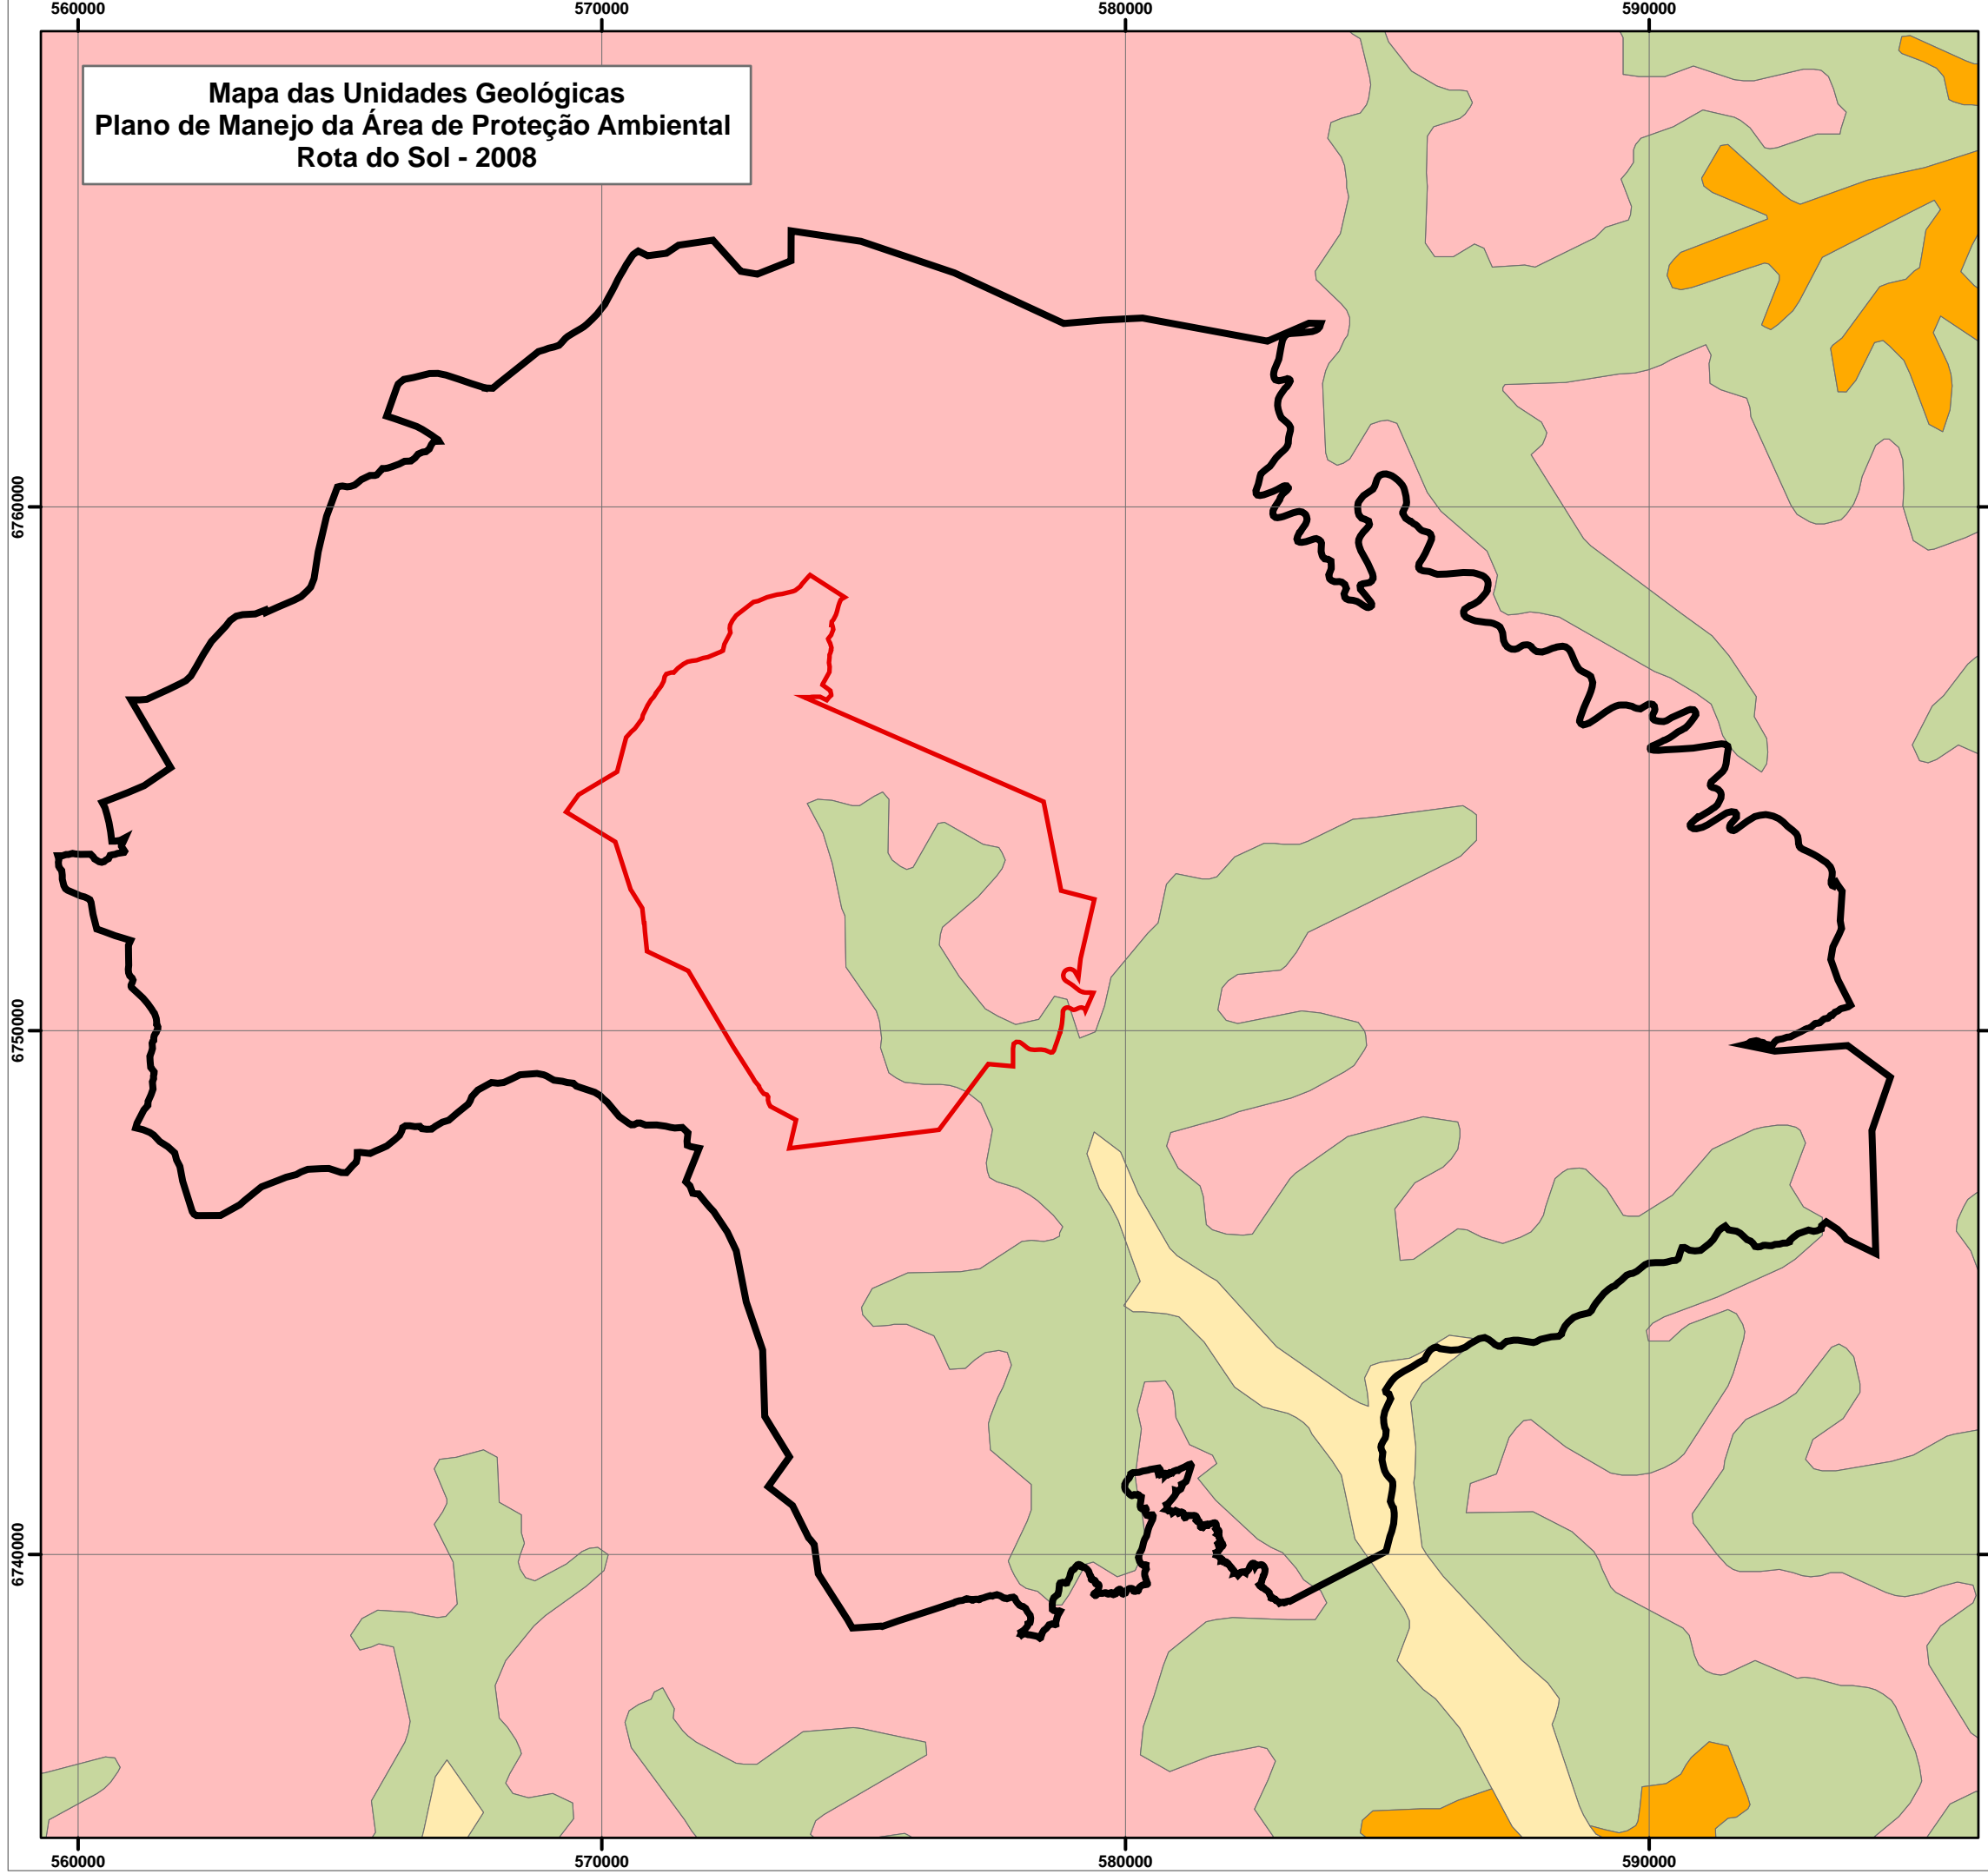 560000 570000 580000 590000
Mapa das Unidades Geológicas
Plano de Manejo da Área de Proteção Ambiental
Rota do Sol - 2008
6760000
6750000
6740000
560000 570000 580000 590000